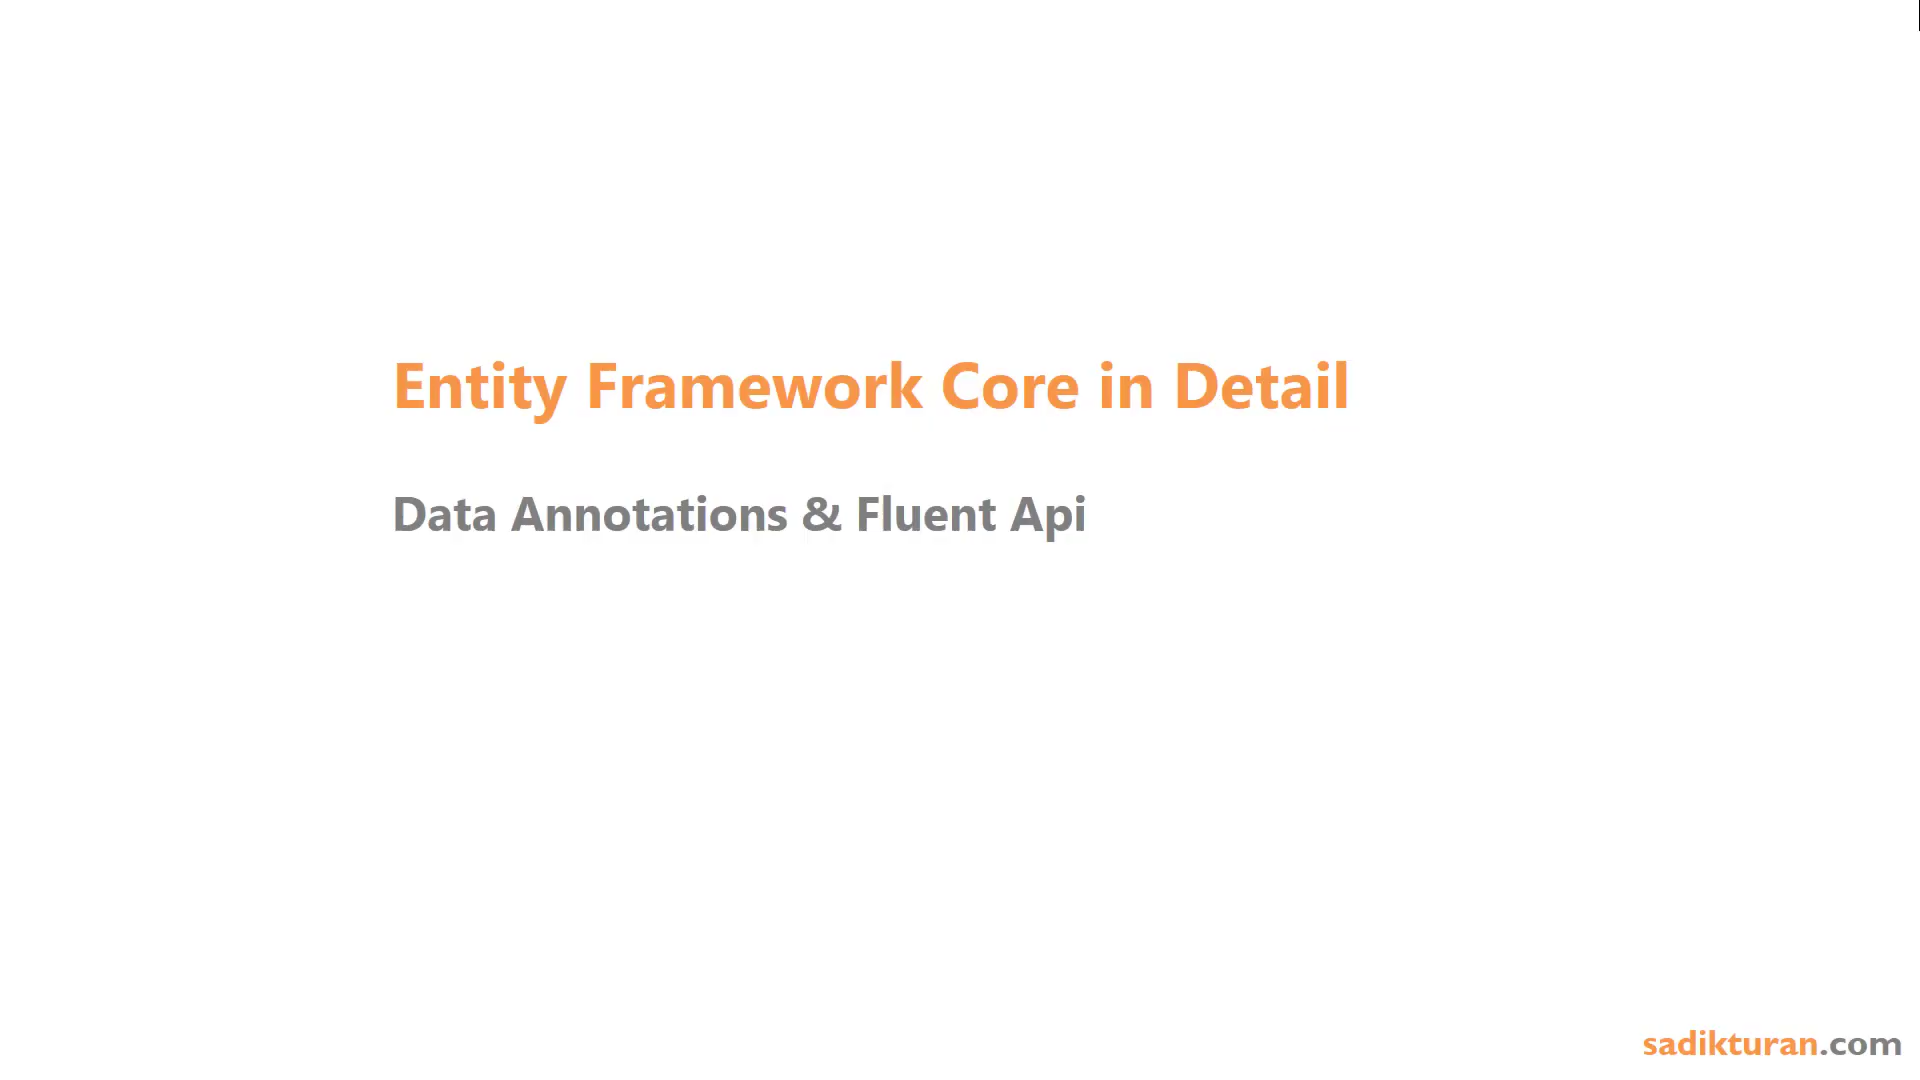 Entity Framework Core in Detail
Data Annotations & Fluent Api
sadikturan.com